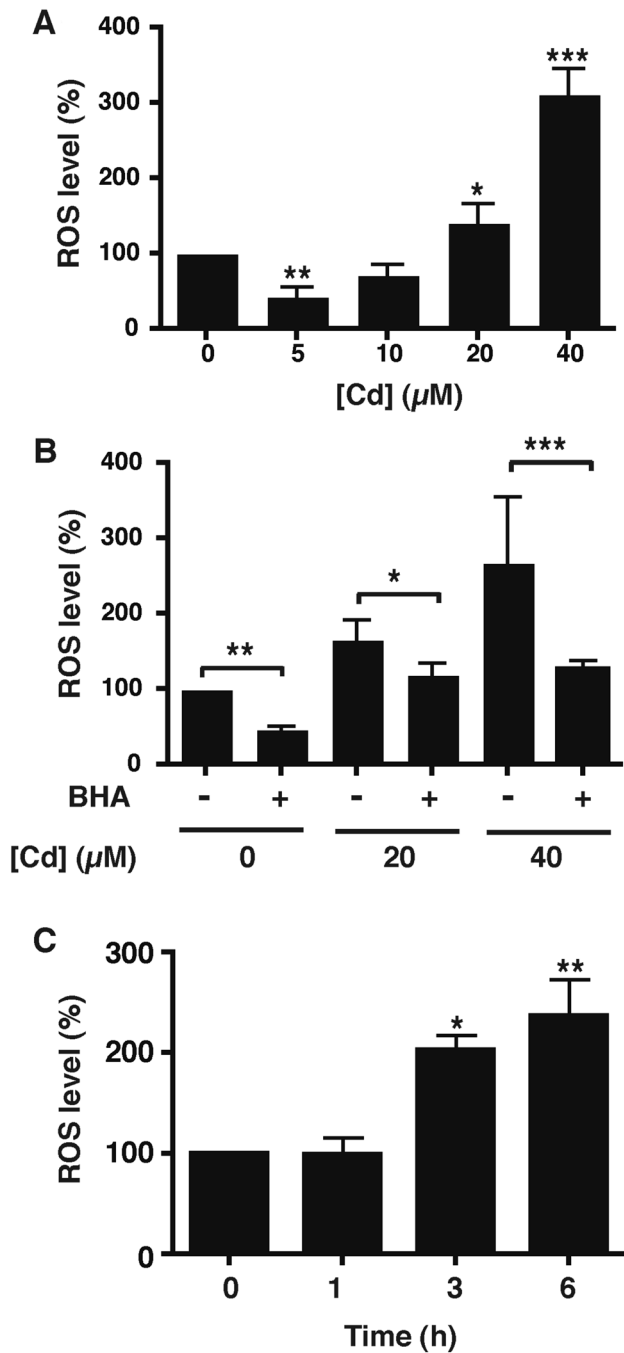 A
ROS level (%)
400
300
200
100
0
**
*
***
0 5 10 20 40
[Cd] (µM)
B
ROS level (%)
400
300
200
100
0
**
*
***
BHA - + - + - +
[Cd] (µM) 0 20 40
C
ROS level (%)
300
200
100
0
*
**
0 1 3 6
Time (h)